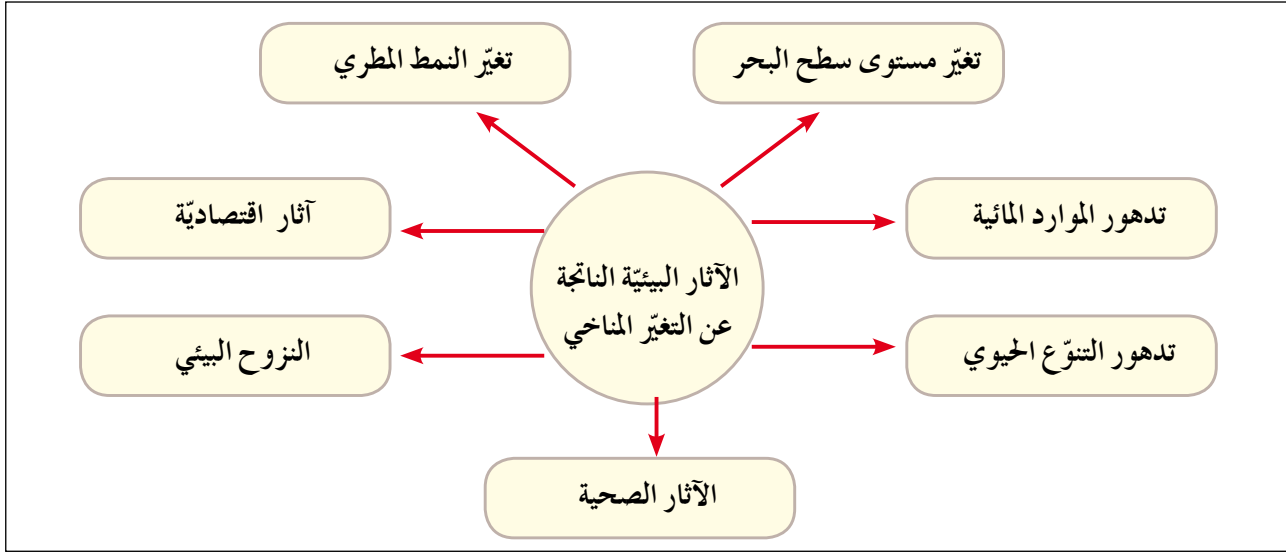 تغيّر مستوى سطح البحر
تغيّر النمط المطري
تدهور الموارد المائية
آثار اقتصاديّة
الآثار البيئيّة الناتجة
عن التغيّر المناخي
تدهور التنوّع الحيوي
النزوح البيئي
الآثار الصحية